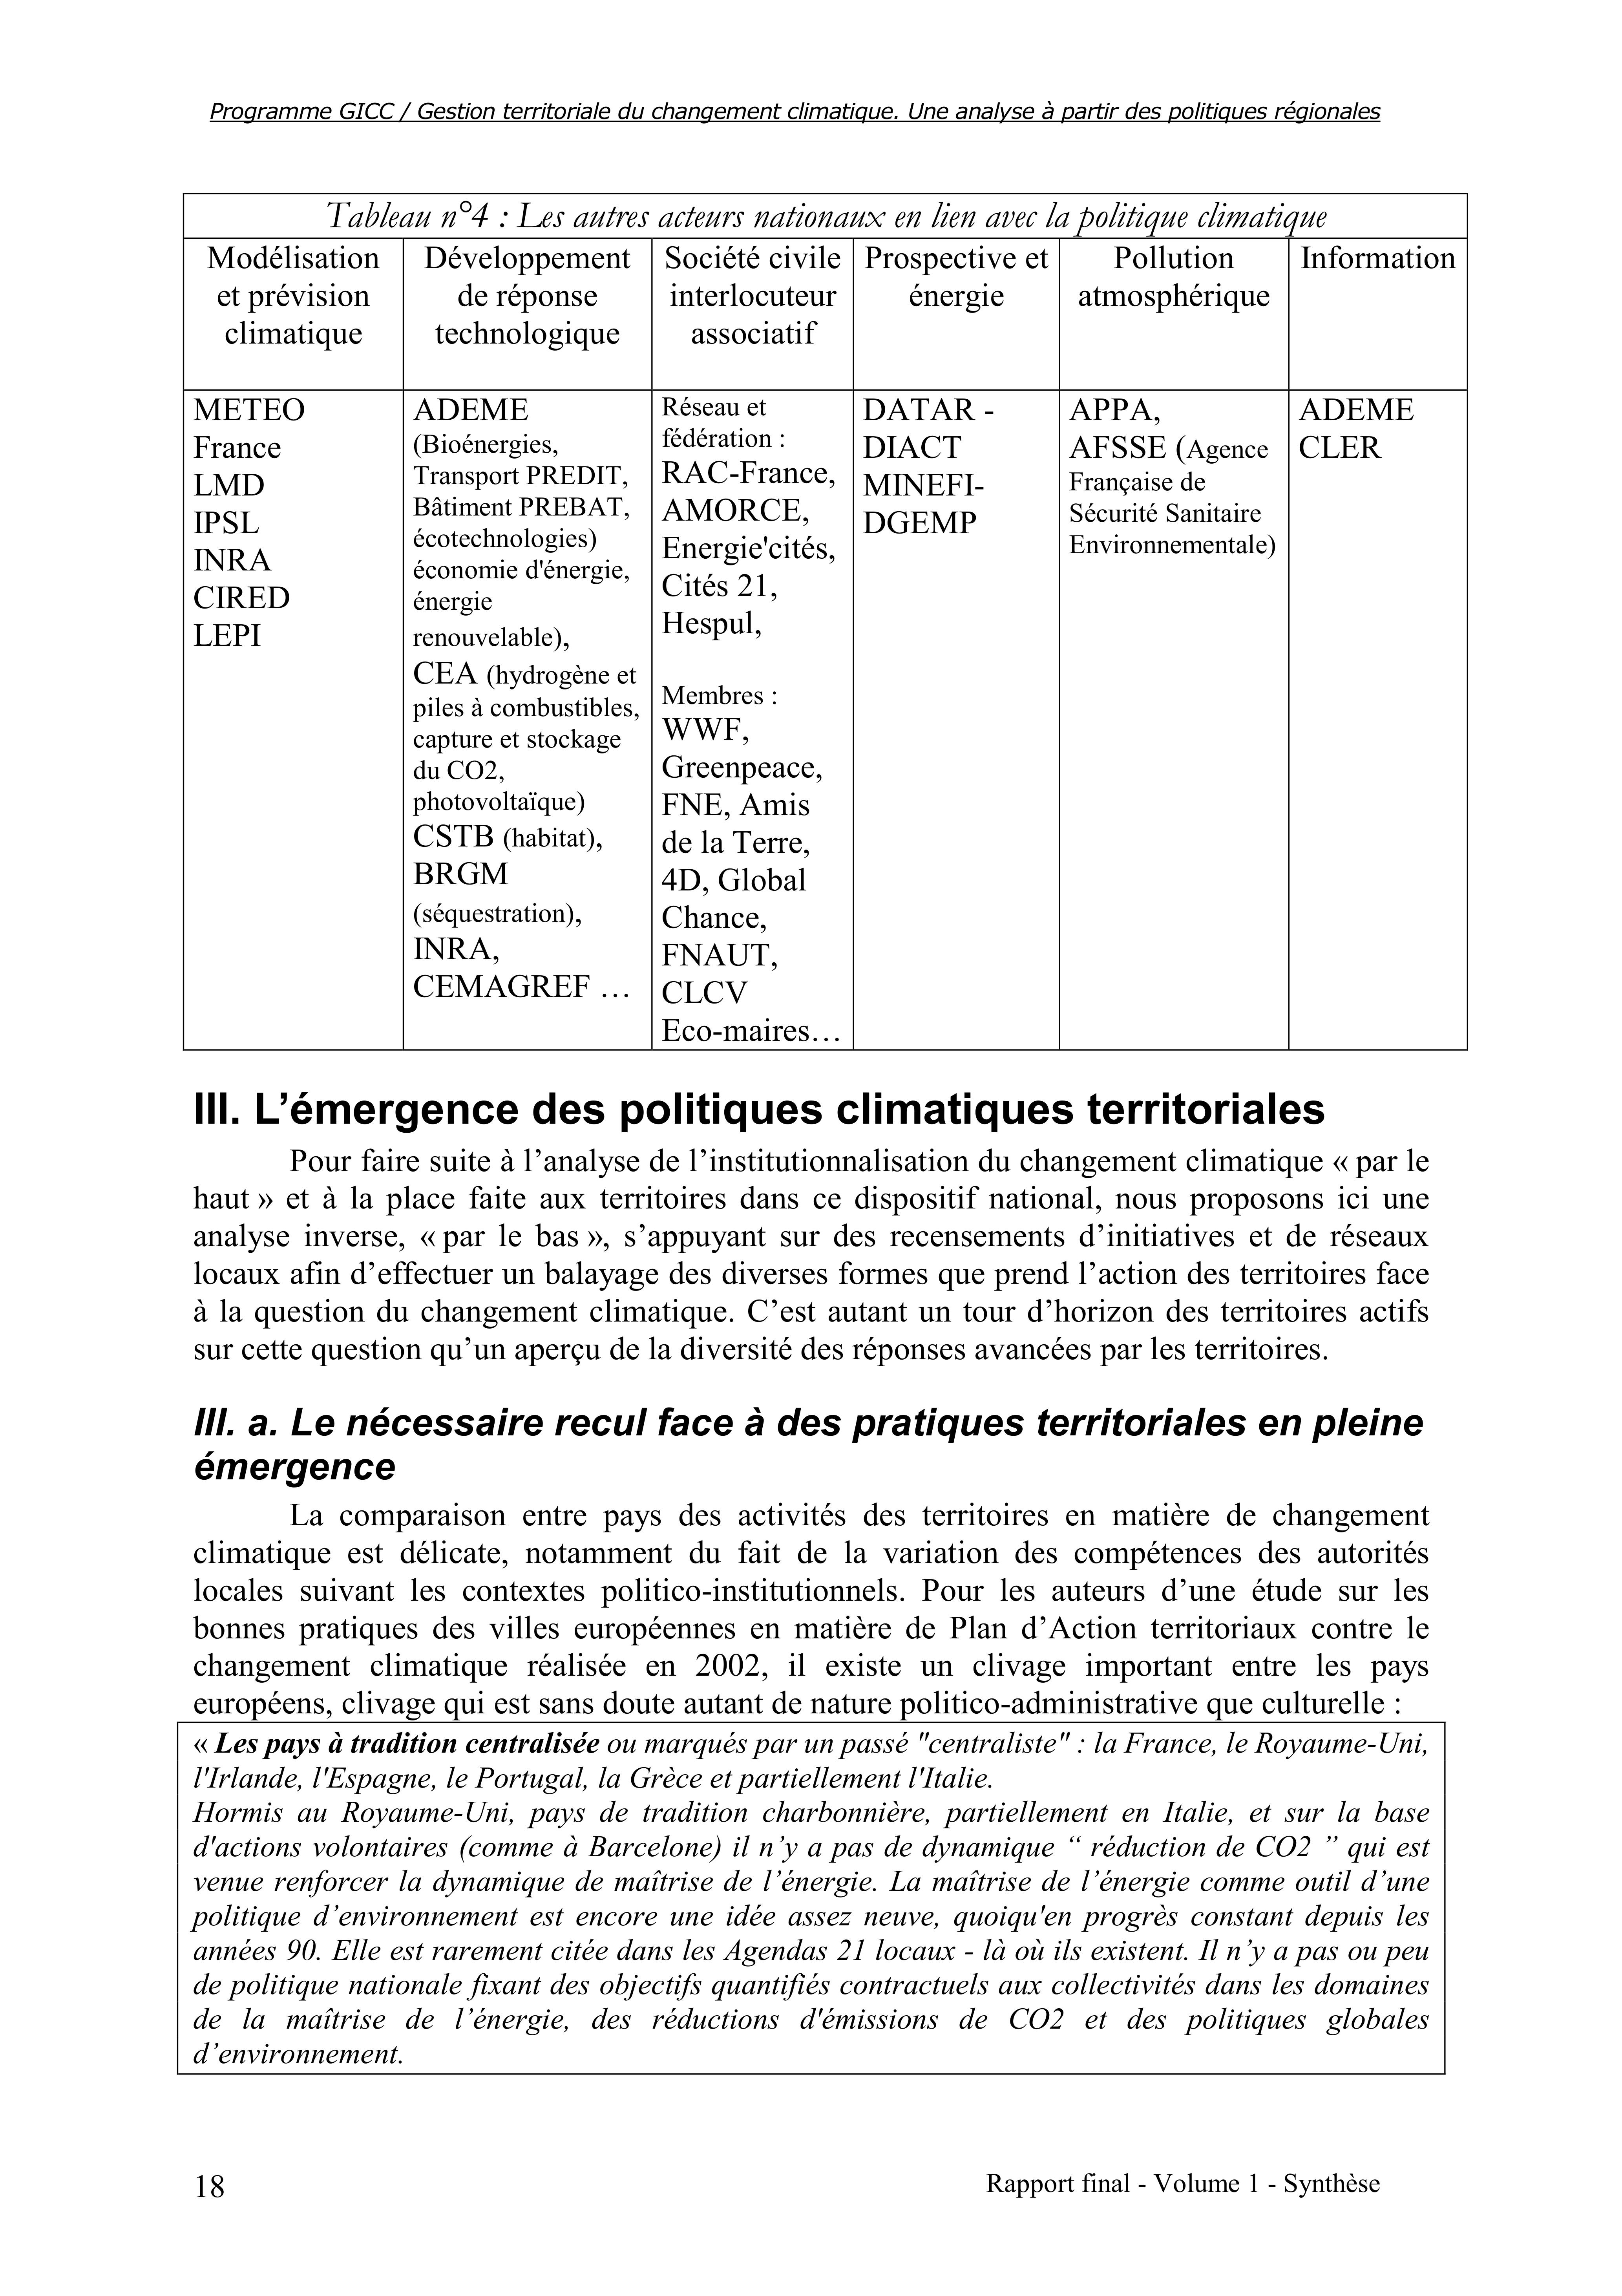 Programme GICC / Gestion territoriale du changement climatique. Une analyse à partir des politiques régionales
Tableau n°4 : Les autres acteurs nationaux en lien avec la politique climatique
Modélisation
et prévision
climatique
Développement
de réponse
technologique
Société civile
interlocuteur
associatif
Prospective et
énergie
Pollution
atmosphérique
Information
METEO
France
LMD
IPSL
INRA
CIRED
LEPI
ADEME
(Bioénergies,
Transport PREDIT,
Bâtiment PREBAT,
écotechnologies)
économie d'énergie,
énergie
renouvelable),
CEA (hydrogène et
piles à combustibles,
capture et stockage
du CO2,
photovoltaïque)
CSTB (habitat),
BRGM
(séquestration),
INRA,
CEMAGREF …
Réseau et
fédération :
RAC-France,
AMORCE,
Energie'cités,
Cités 21,
Hespul,
Membres :
WWF,
Greenpeace,
FNE, Amis
de la Terre,
4D, Global
Chance,
FNAUT,
CLCV
Eco-maires…
DATAR -
DIACT
MINEFI-
DGEMP
APPA,
AFSSE (Agence
Française de
Sécurité Sanitaire
Environnementale)
ADEME
CLER
III. L’émergence des politiques climatiques territoriales
Pour faire suite à l’analyse de l’institutionnalisation du changement climatique « par le
haut » et à la place faite aux territoires dans ce dispositif national, nous proposons ici une
analyse inverse, « par le bas », s’appuyant sur des recensements d’initiatives et de réseaux
locaux afin d’effectuer un balayage des diverses formes que prend l’action des territoires face
à la question du changement climatique. C’est autant un tour d’horizon des territoires actifs
sur cette question qu’un aperçu de la diversité des réponses avancées par les territoires.
III. a. Le nécessaire recul face à des pratiques territoriales en pleine
émergence
La comparaison entre pays des activités des territoires en matière de changement
climatique est délicate, notamment du fait de la variation des compétences des autorités
locales suivant les contextes politico-institutionnels. Pour les auteurs d’une étude sur les
bonnes pratiques des villes européennes en matière de Plan d’Action territoriaux contre le
changement climatique réalisée en 2002, il existe un clivage important entre les pays
européens, clivage qui est sans doute autant de nature politico-administrative que culturelle :
« Les pays à tradition centralisée ou marqués par un passé "centraliste" : la France, le Royaume-Uni,
l'Irlande, l'Espagne, le Portugal, la Grèce et partiellement l'Italie.
Hormis au Royaume-Uni, pays de tradition charbonnière, partiellement en Italie, et sur la base
d'actions volontaires (comme à Barcelone) il n’y a pas de dynamique “ réduction de CO2 ” qui est
venue renforcer la dynamique de maîtrise de l’énergie. La maîtrise de l’énergie comme outil d’une
politique d’environnement est encore une idée assez neuve, quoiqu'en progrès constant depuis les
années 90. Elle est rarement citée dans les Agendas 21 locaux - là où ils existent. Il n’y a pas ou peu
de politique nationale fixant des objectifs quantifiés contractuels aux collectivités dans les domaines
de la maîtrise de l’énergie, des réductions d'émissions de CO2 et des politiques globales
d’environnement.
18
Rapport final - Volume 1 - Synthèse